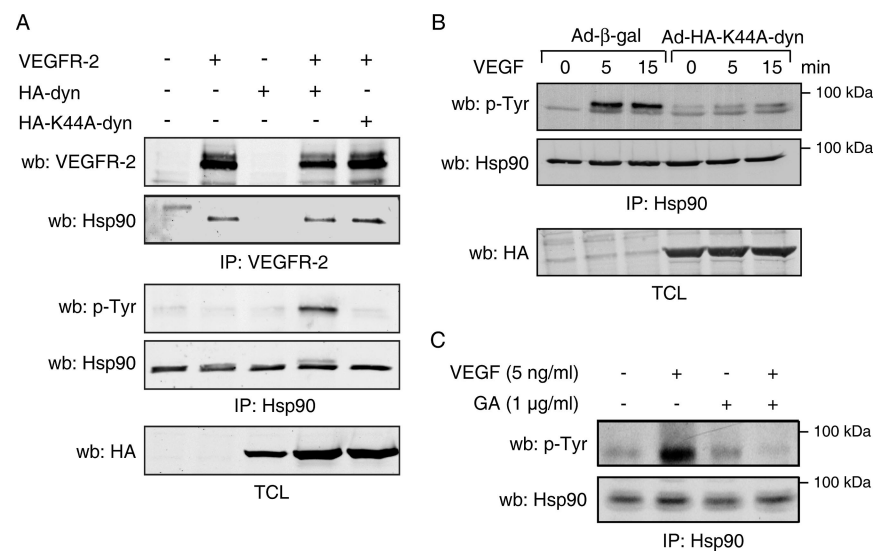 A
VEGFR-2 - + - + +
HA-dyn - - + + -
HA-K44A-dyn - - - - +
wb: VEGFR-2
wb: Hsp90
IP: VEGFR-2
wb: p-Tyr
wb: Hsp90
IP: Hsp90
wb: HA
TCL
B
Ad-β-gal Ad-HA-K44A-dyn
VEGF 0 5 15 0 5 15 min
wb: p-Tyr 100 kDa
wb: Hsp90 100 kDa
IP: Hsp90
wb: HA
TCL
C
VEGF (5 ng/ml) - + - +
GA (1 µg/ml) - - + +
wb: p-Tyr 100 kDa
wb: Hsp90 100 kDa
IP: Hsp90